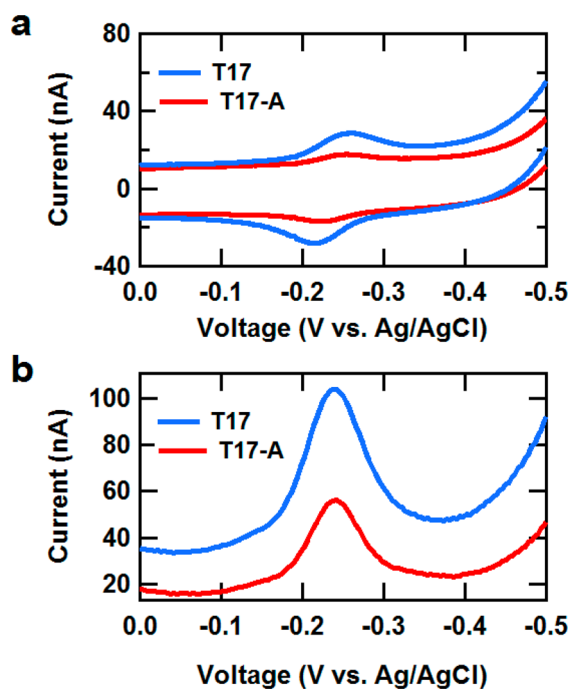 a
80
40
0
-40
Current (nA)
T17
T17-A
0.0 -0.1 -0.2 -0.3 -0.4 -0.5
Voltage (V vs. Ag/AgCl)
b
100
80
60
40
20
Current (nA)
T17
T17-A
0.0 -0.1 -0.2 -0.3 -0.4 -0.5
Voltage (V vs. Ag/AgCl)